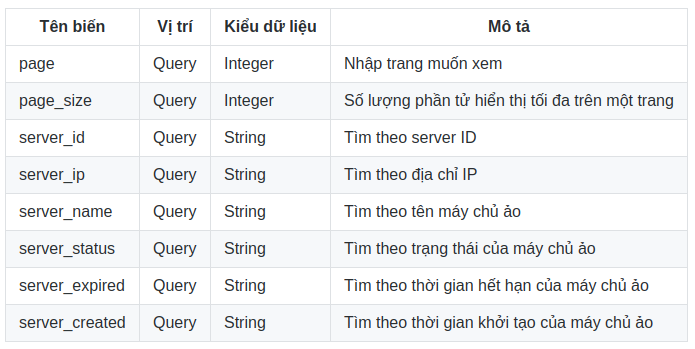 Tên biến Vị trí Kiểu dữ liệu Mô tả
page Query Integer Nhập trang muốn xem
page_size Query Integer Số lượng phần tử hiển thị tối đa trên một trang
server_id Query String Tìm theo server ID
server_ip Query String Tìm theo địa chỉ IP
server_name Query String Tìm theo tên máy chủ ảo
server_status Query String Tìm theo trạng thái của máy chủ ảo
server_expired Query String Tìm theo thời gian hết hạn của máy chủ ảo
server_created Query String Tìm theo thời gian khởi tạo của máy chủ ảo